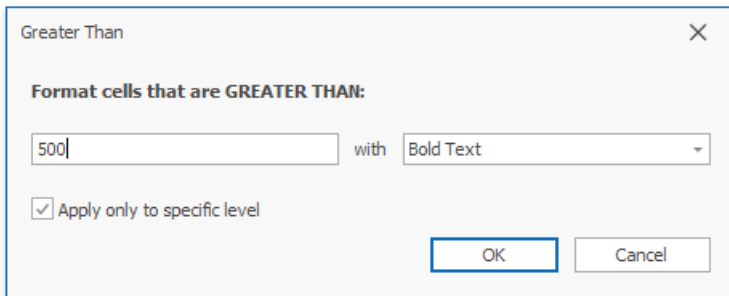 Greater Than
Format cells that are GREATER THAN:
500 with Bold Text
Apply only to specific level
OK Cancel